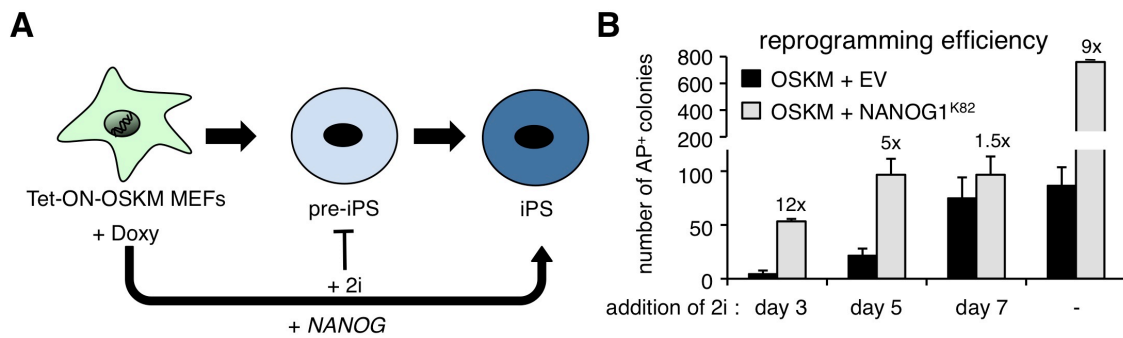 A
Tet-ON-OSKM MEFs
+ Doxy
pre-iPS
iPS
+ 2i
+ NANOG
B
reprogramming efficiency
number of AP⁺ colonies
800
600
400
200
100
50
0
OSKM + EV
OSKM + NANOG1ᴷ⁸²
12x
5x
1.5x
9x
addition of 2i : day 3 day 5 day 7 -